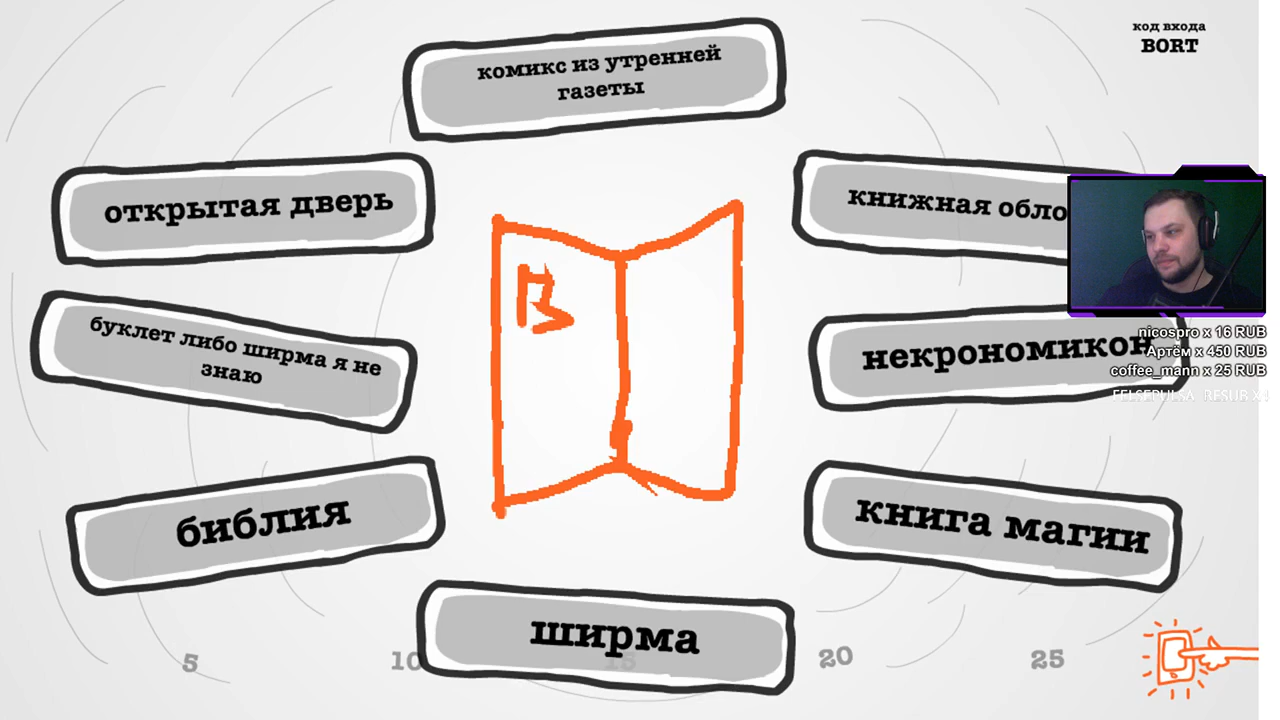 код входа
BORT
комикс из утренней
газеты
открытая дверь
книжная обло
буклет либо ширма я не
знаю
некрономикон
nicospro x 16 RUB
Артём x 450 RUB
coffee_mann x 25 RUB
В
библия
книга магии
ширма
5
10
15
20
25